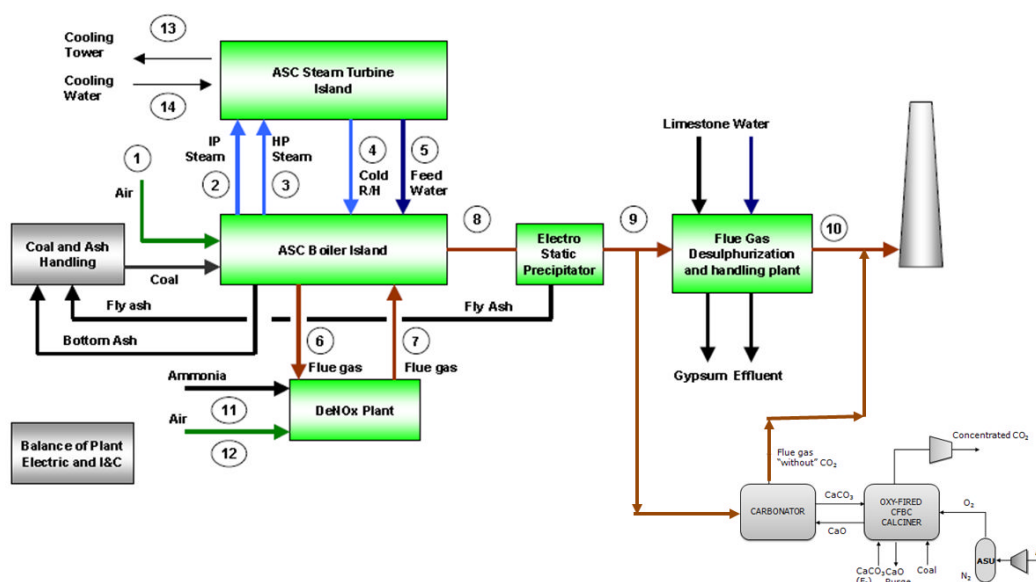 13
Cooling
Tower
Cooling
Water
14
ASC Steam Turbine
Island
IP
Steam
2
HP
Steam
3
4
Cold
R/H
5
Feed
Water
1
Air
Coal and Ash
Handling
Coal
ASC Boiler Island
8
Electro
Static
Precipitator
9
Limestone Water
Flue Gas
Desulphurization
and handling plant
10
Fly ash
Fly Ash
Bottom Ash
6
Flue gas
7
Flue gas
Gypsum Effluent
Ammonia
11
Air
12
DeNOx Plant
Balance of Plant
Electric and I&C
Flue gas
"without" CO₂
Concentrated CO₂
CARBONATOR
CaCO₃
CaO
OXY-FIRED
CFBC
CALCINER
O₂
ASU
N₂
CaCO₃
(F₀)
CaO
Purge
Coal